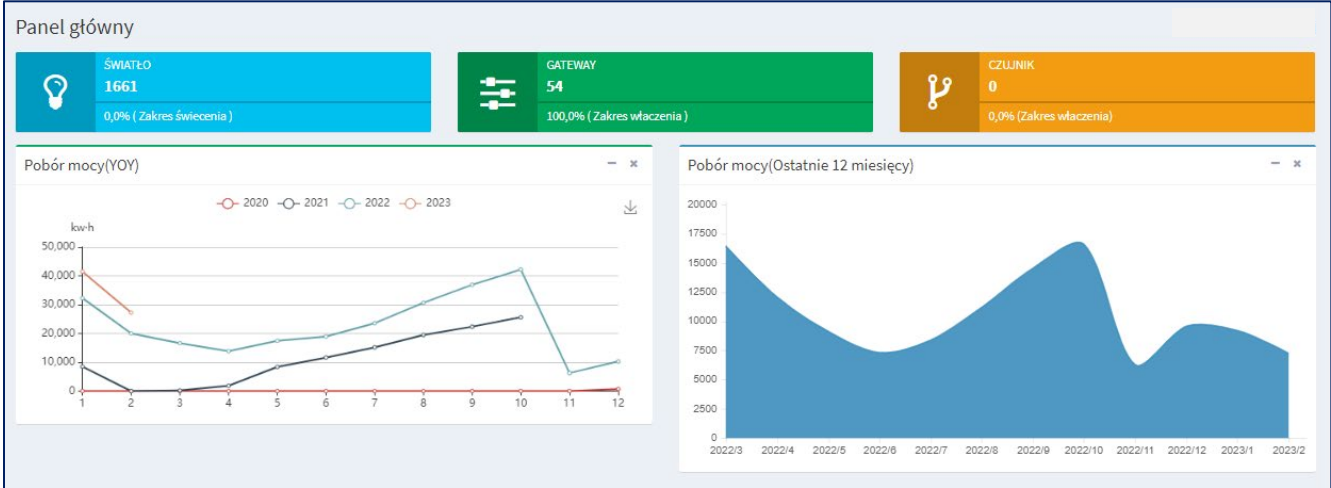 Panel główny
ŚWIATŁO
1661
0,0% ( Zakres świecenia )
GATEWAY
54
100,0% ( Zakres właczenia )
CZUJNIK
0
0,0% (Zakres właczenia)
Pobór mocy(YOY)
2020 2021 2022 2023
kw·h
50,000
40,000
30,000
20,000
10,000
0
1 2 3 4 5 6 7 8 9 10 11 12
Pobór mocy(Ostatnie 12 miesięcy)
20000
17500
15000
12500
10000
7500
5000
2500
0
2022/3 2022/4 2022/5 2022/6 2022/7 2022/8 2022/9 2022/10 2022/11 2022/12 2023/1 2023/2